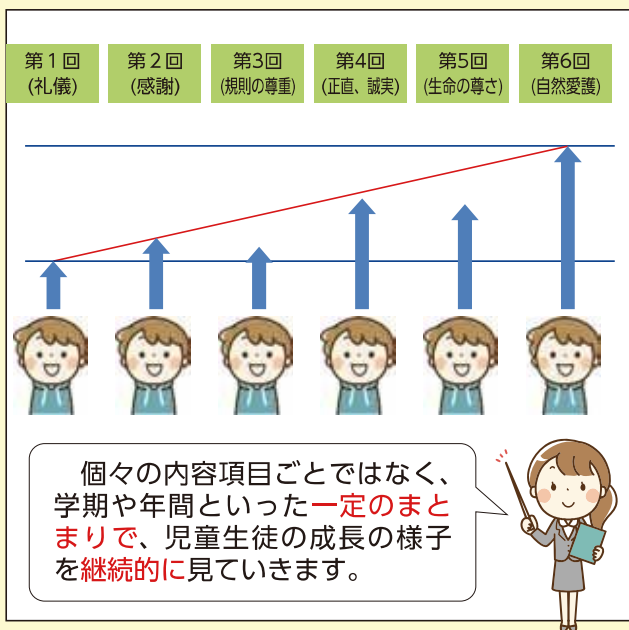 第１回
(礼儀)
第２回
(感謝)
第3回
(規則の尊重)
第4回
(正直、誠実)
第5回
(生命の尊さ)
第6回
(自然愛護)
個々の内容項目ごとではなく、
学期や年間といった一定のまと
まりで、児童生徒の成長の様子
を継続的に見ていきます。